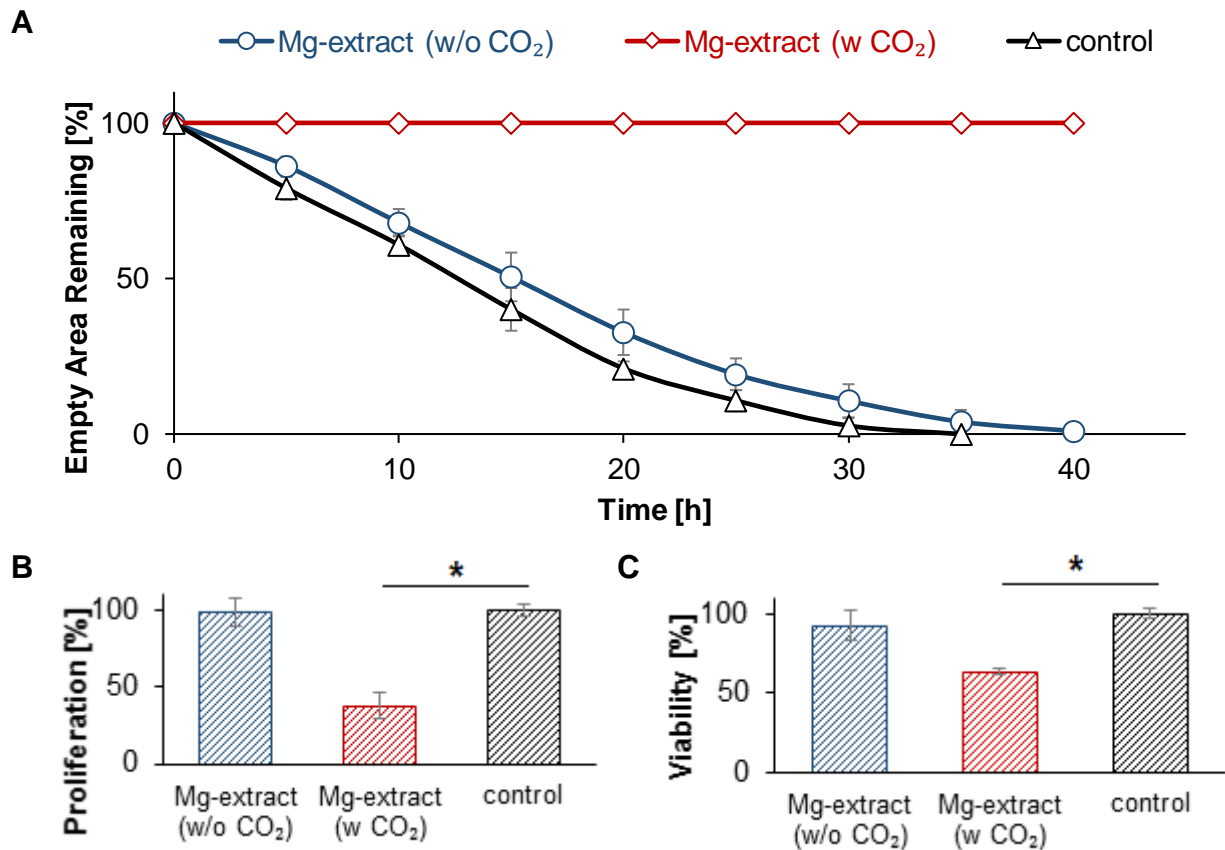 A
Mg-extract (w/o CO₂)
Mg-extract (w CO₂)
control
Empty Area Remaining [%]
100
50
0
0
10
20
30
40
Time [h]
B
*
Proliferation [%]
100
50
0
Mg-extract
(w/o CO₂)
Mg-extract
(w CO₂)
control
C
*
Viability [%]
100
50
0
Mg-extract
(w/o CO₂)
Mg-extract
(w CO₂)
control